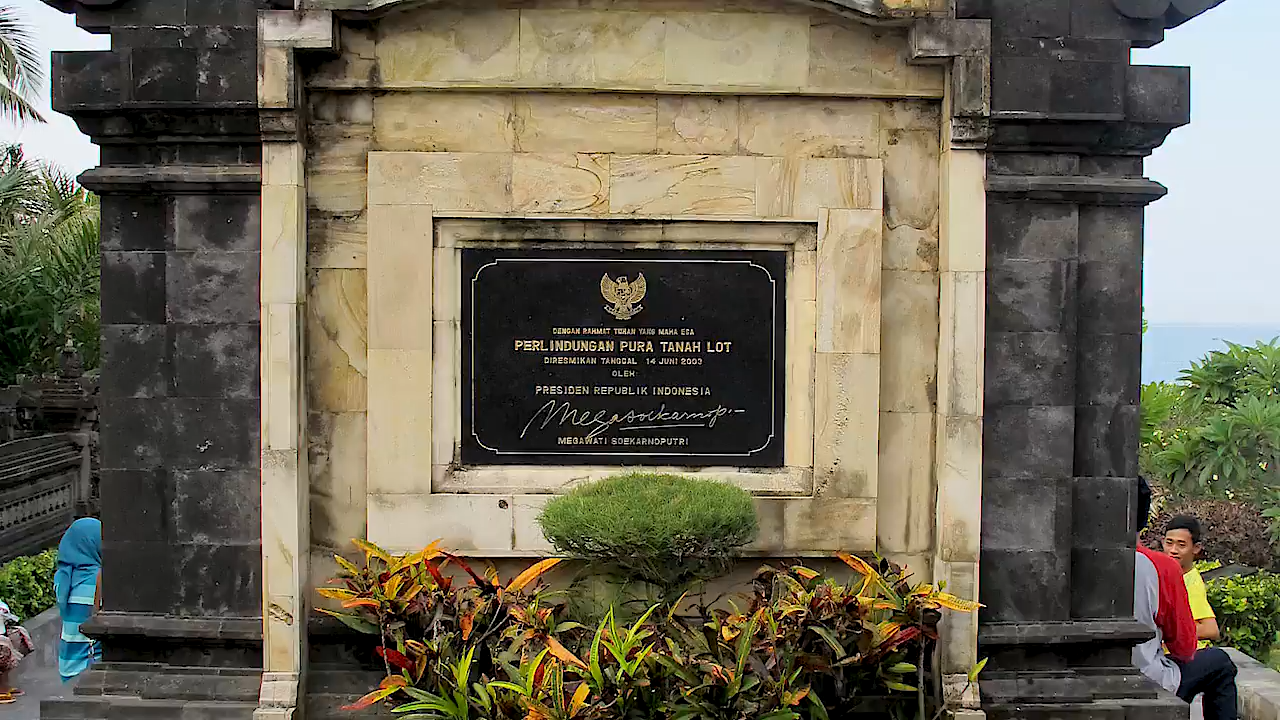 DENGAN RAHMAT TUHAN YANG MAHA ESA
PERLINDUNGAN PURA TANAH LOT
DIRESMIKAN TANGGAL 14 JUNI 2003
OLEH:
PRESIDEN REPUBLIK INDONESIA
Megasoekarnop.
MEGAWATI SOEKARNOPUTRI